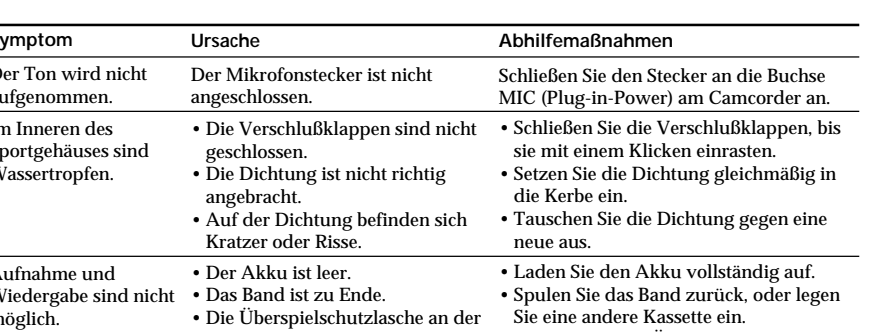 ymptom
Ursache
Abhilfemaßnahmen
Der Ton wird nicht
ufgenommen.
Der Mikrofonstecker ist nicht
angeschlossen.
Schließen Sie den Stecker an die Buchse
MIC (Plug-in-Power) am Camcorder an.
m Inneren des
portgehäuses sind
Wassertropfen.
• Die Verschlußklappen sind nicht
geschlossen.
• Die Dichtung ist nicht richtig
angebracht.
• Auf der Dichtung befinden sich
Kratzer oder Risse.
• Schließen Sie die Verschlußklappen, bis
sie mit einem Klicken einrasten.
• Setzen Sie die Dichtung gleichmäßig in
die Kerbe ein.
• Tauschen Sie die Dichtung gegen eine
neue aus.
Aufnahme und
Wiedergabe sind nicht
möglich.
• Der Akku ist leer.
• Das Band ist zu Ende.
• Die Überspielschutzlasche an der
• Laden Sie den Akku vollständig auf.
• Spulen Sie das Band zurück, oder legen
Sie eine andere Kassette ein.